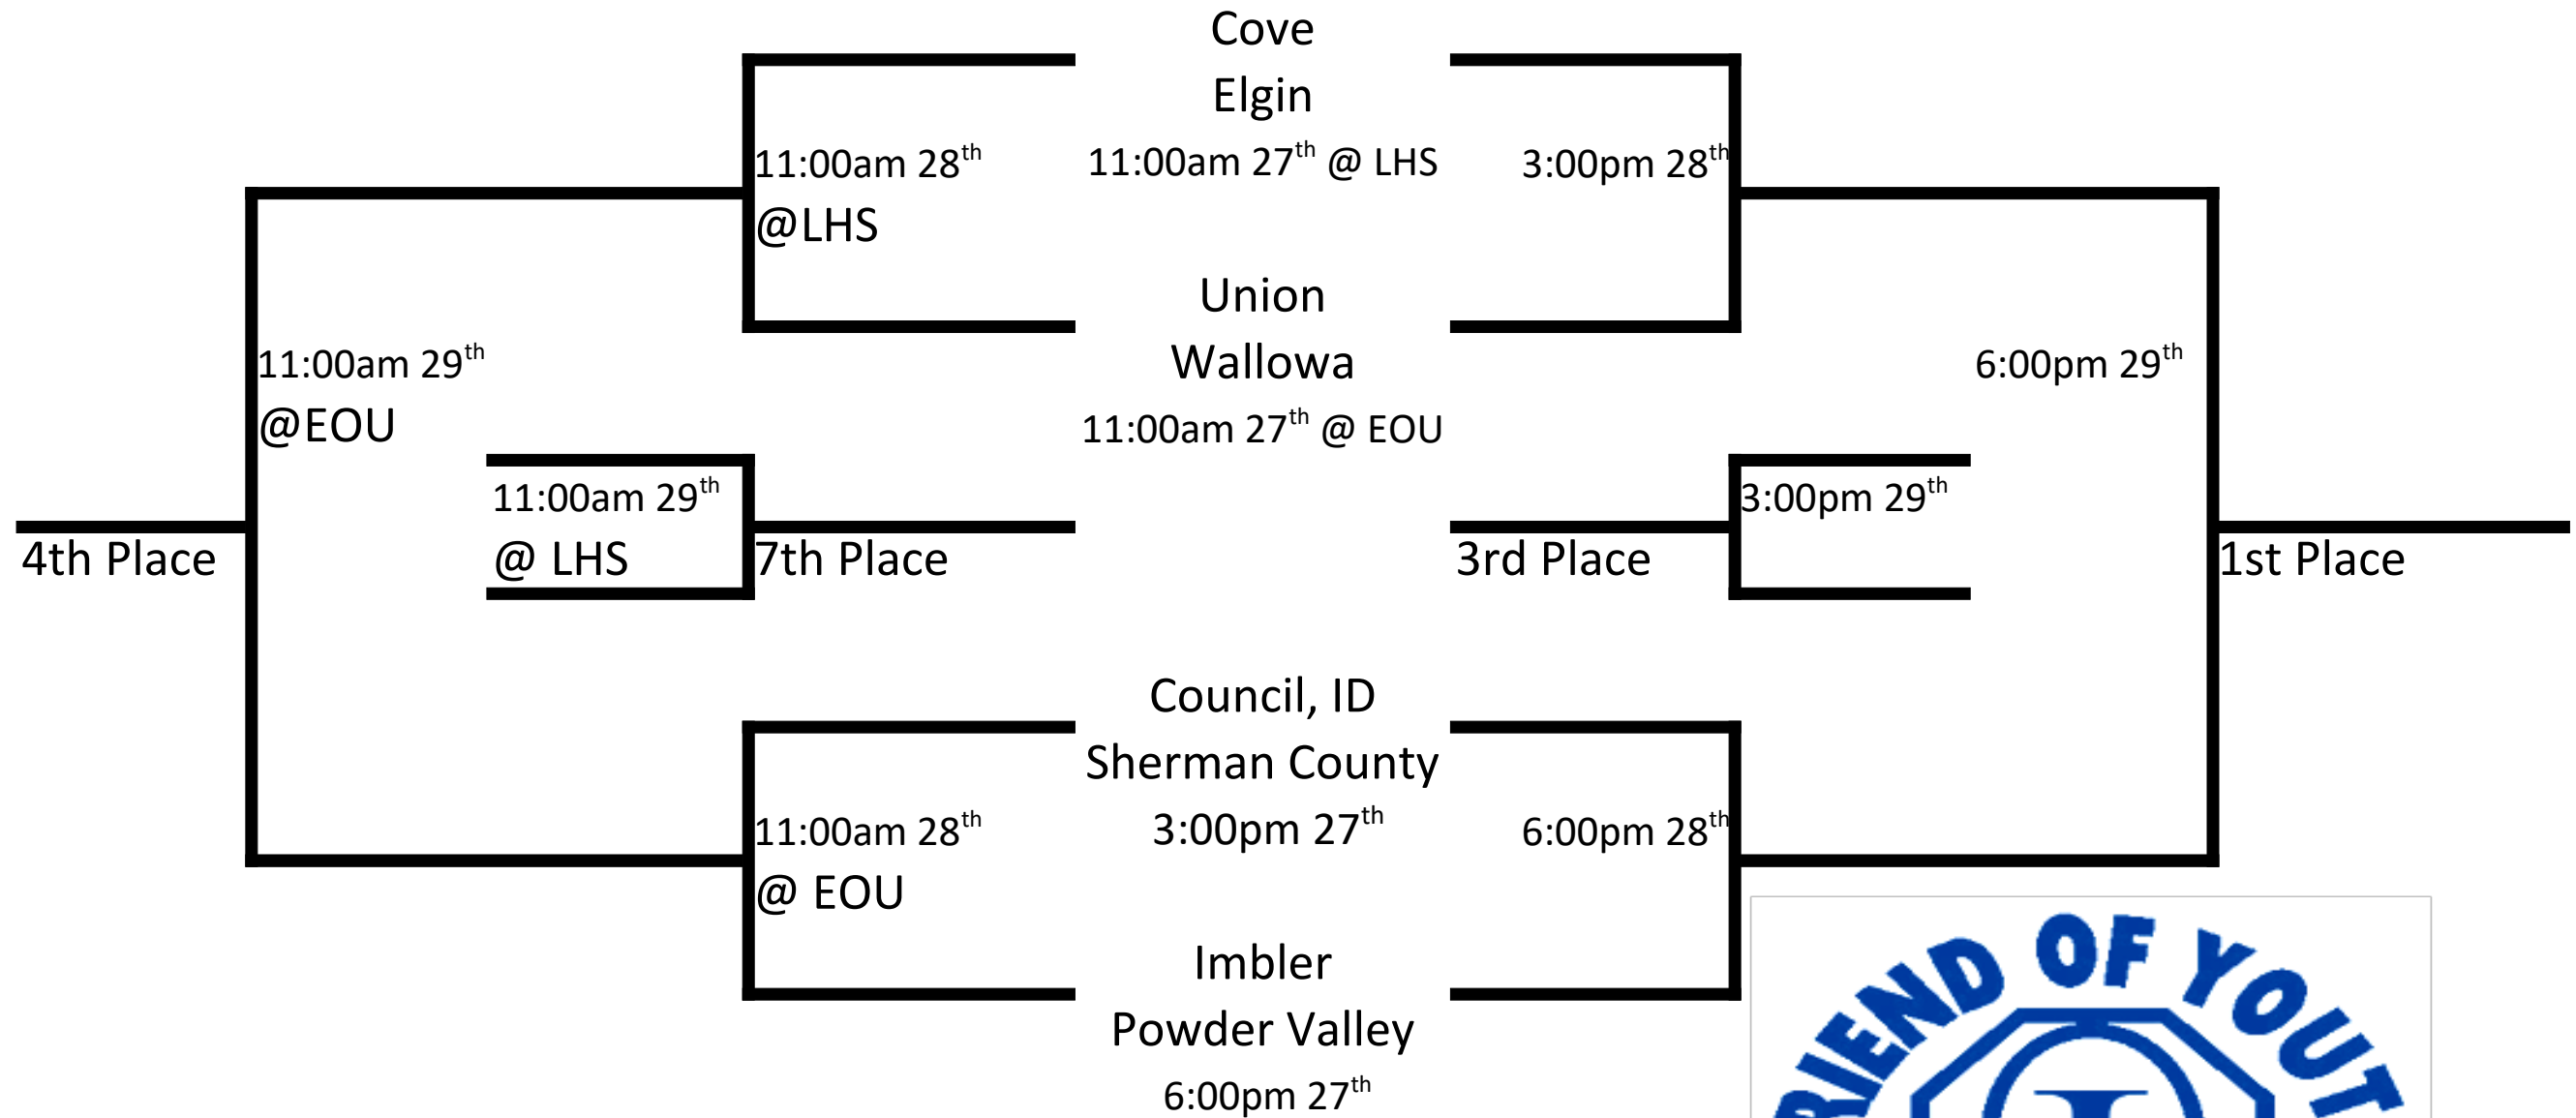 Cove
Elgin
11:00am 28th
11:00am 27th @ LHS
3:00pm 28th
@LHS
Union
Wallowa
11:00am 29th
6:00pm 29th
@EOU
11:00am 27th @ EOU
11:00am 29th
3:00pm 29th
4th Place
@ LHS
7th Place
3rd Place
1st Place
Council, ID
Sherman County
11:00am 28th
3:00pm 27th
6:00pm 28th
@ EOU
Imbler
Powder Valley
6:00pm 27th
RIEND OF YOUT